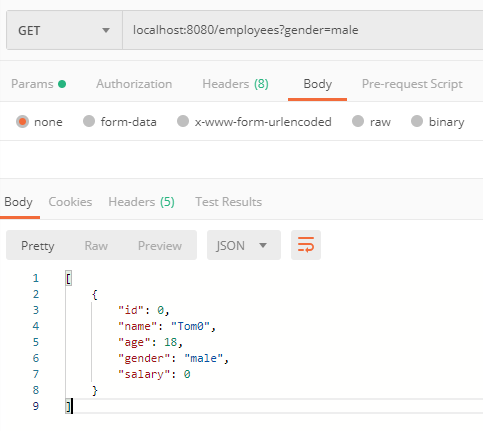 GET localhost:8080/employees?gender=male
Params Authorization Headers (8) Body Pre-request Script
none form-data x-www-form-urlencoded raw binary
Body Cookies Headers (5) Test Results
Pretty Raw Preview JSON
1 [
2 {
3 "id": 0,
4 "name": "Tom0",
5 "age": 18,
6 "gender": "male",
7 "salary": 0
8 }
9 ]